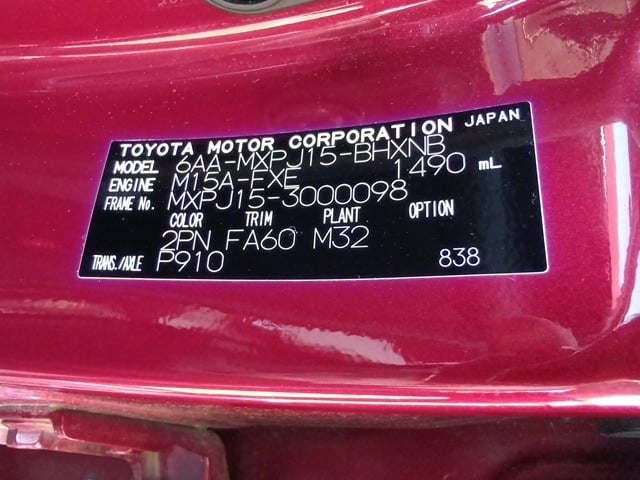 TOYOTA MOTOR CORPORATION JAPAN
MODEL 6AA-MXPJ15-BHXNB
ENGINE M15A-FXE 1490 mL
FRAME No. MXPJ15-3000098
COLOR TRIM PLANT OPTION
2PN FA60 M32
TRANS./AXLE P910 838